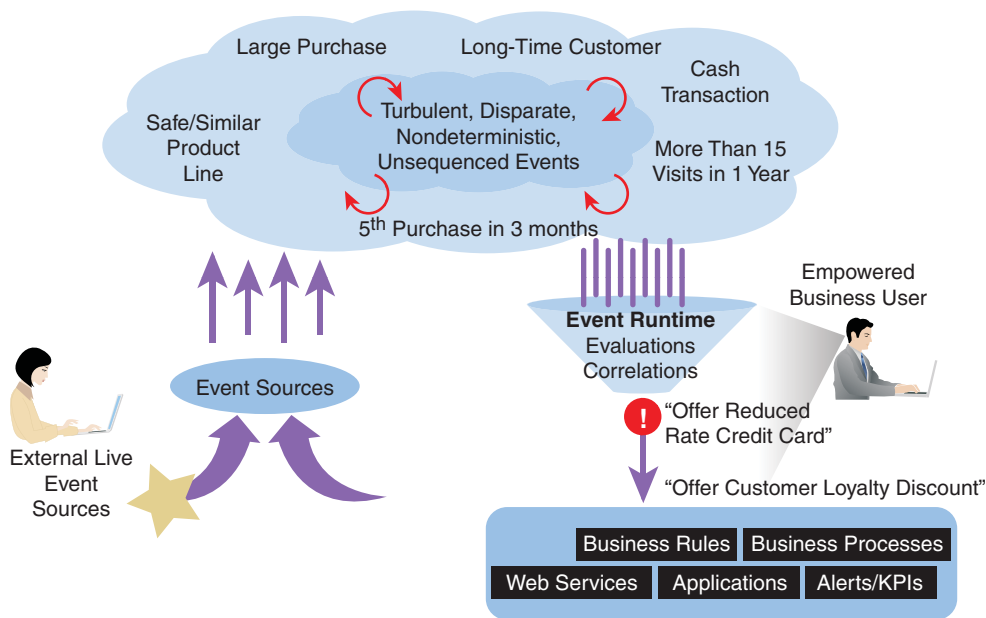 Large Purchase
Long-Time Customer
Cash
Transaction
Safe/Similar
Product
Line
Turbulent, Disparate,
Nondeterministic,
Unsequenced Events
More Than 15
Visits in 1 Year
5th Purchase in 3 months
Event Sources
External Live
Event
Sources
Event Runtime
Evaluations
Correlations
Empowered
Business User
!
“Offer Reduced
Rate Credit Card”
“Offer Customer Loyalty Discount”
Business Rules
Business Processes
Web Services
Applications
Alerts/KPIs